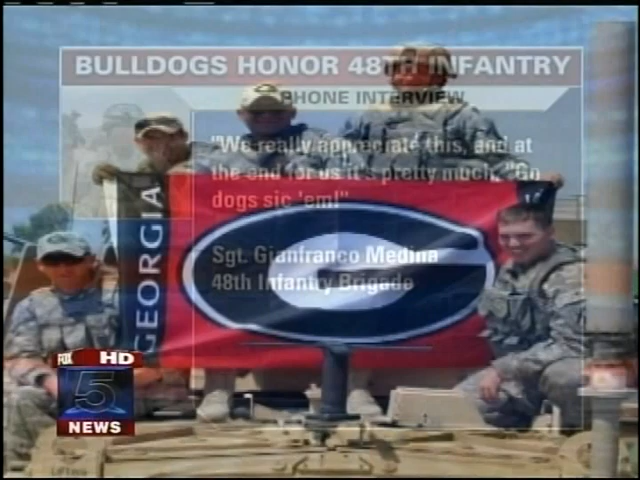 BULLDOGS HONOR 48TH INFANTRY
PHONE INTERVIEW
"We really appreciate this, and at
the end for us it's pretty much, "Go
dogs sic 'em!"
Sgt. Gianfranco Medina
48th Infantry Brigade
GEORGIA
G
FOX HD
5
NEWS